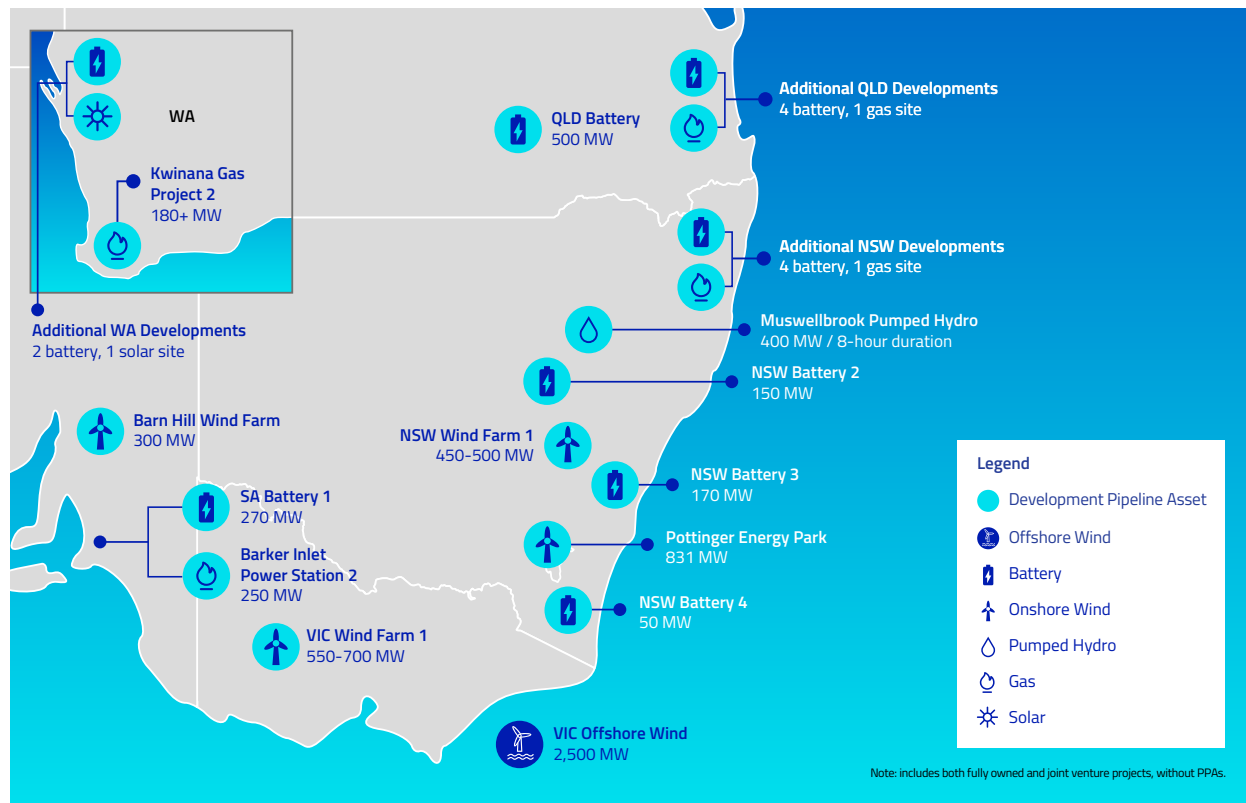 WA
Kwinana Gas
Project 2
180+ MW
Additional WA Developments
2 battery, 1 solar site
QLD Battery
500 MW
Additional QLD Developments
4 battery, 1 gas site
Additional NSW Developments
4 battery, 1 gas site
Muswellbrook Pumped Hydro
400 MW / 8-hour duration
NSW Battery 2
150 MW
Barn Hill Wind Farm
300 MW
NSW Wind Farm 1
450-500 MW
NSW Battery 3
170 MW
SA Battery 1
270 MW
Barker Inlet
Power Station 2
250 MW
Pottinger Energy Park
831 MW
NSW Battery 4
50 MW
VIC Wind Farm 1
550-700 MW
VIC Offshore Wind
2,500 MW
Legend
Development Pipeline Asset
Offshore Wind
Battery
Onshore Wind
Pumped Hydro
Gas
Solar
Note: includes both fully owned and joint venture projects, without PPAs.